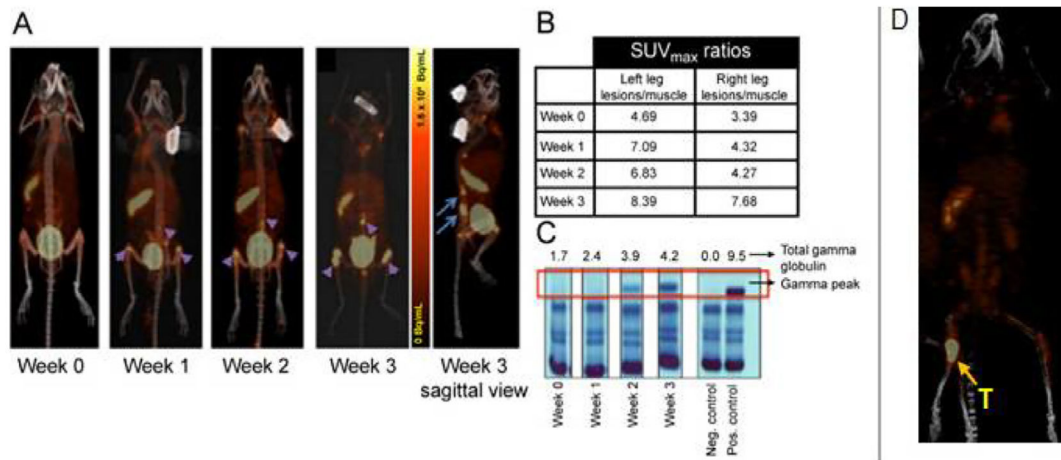 A
Week 0
Week 1
Week 2
Week 3
Week 3
sagittal view
0 Bq/mL
1.6 x 10⁶ Bq/mL
B
SUVmax ratios
Left leg lesions/muscle
Right leg lesions/muscle
Week 0 4.69 3.39
Week 1 7.09 4.32
Week 2 6.83 4.27
Week 3 8.39 7.68
C
1.7 2.4 3.9 4.2 0.0 9.5
Total gamma globulin
Gamma peak
Week 0
Week 1
Week 2
Week 3
Neg. control
Pos. control
D
T